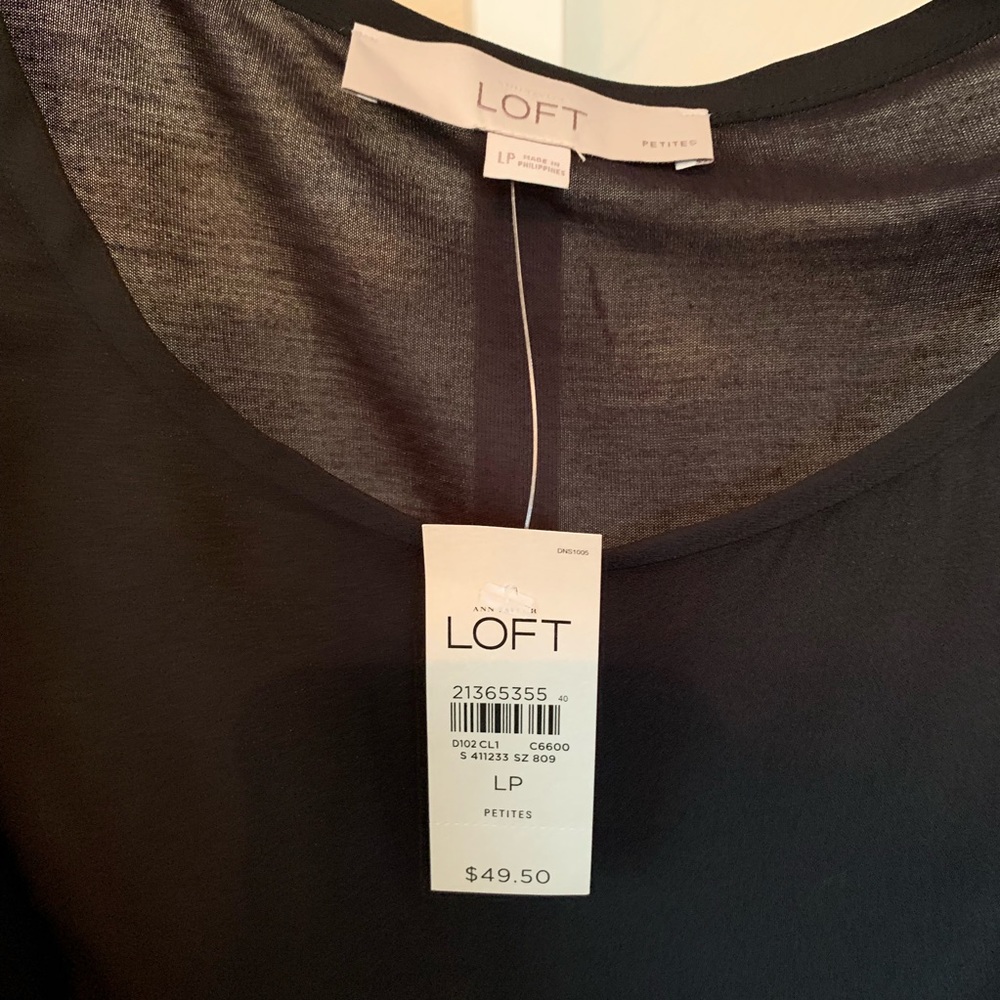 LOFT
PETITES
LP MADE IN
PHILIPPINES
DNS1005
ANN
LOFT
21365355 40
D102 CL1 C6600
S 411233 SZ 809
LP
PETITES
$49.50